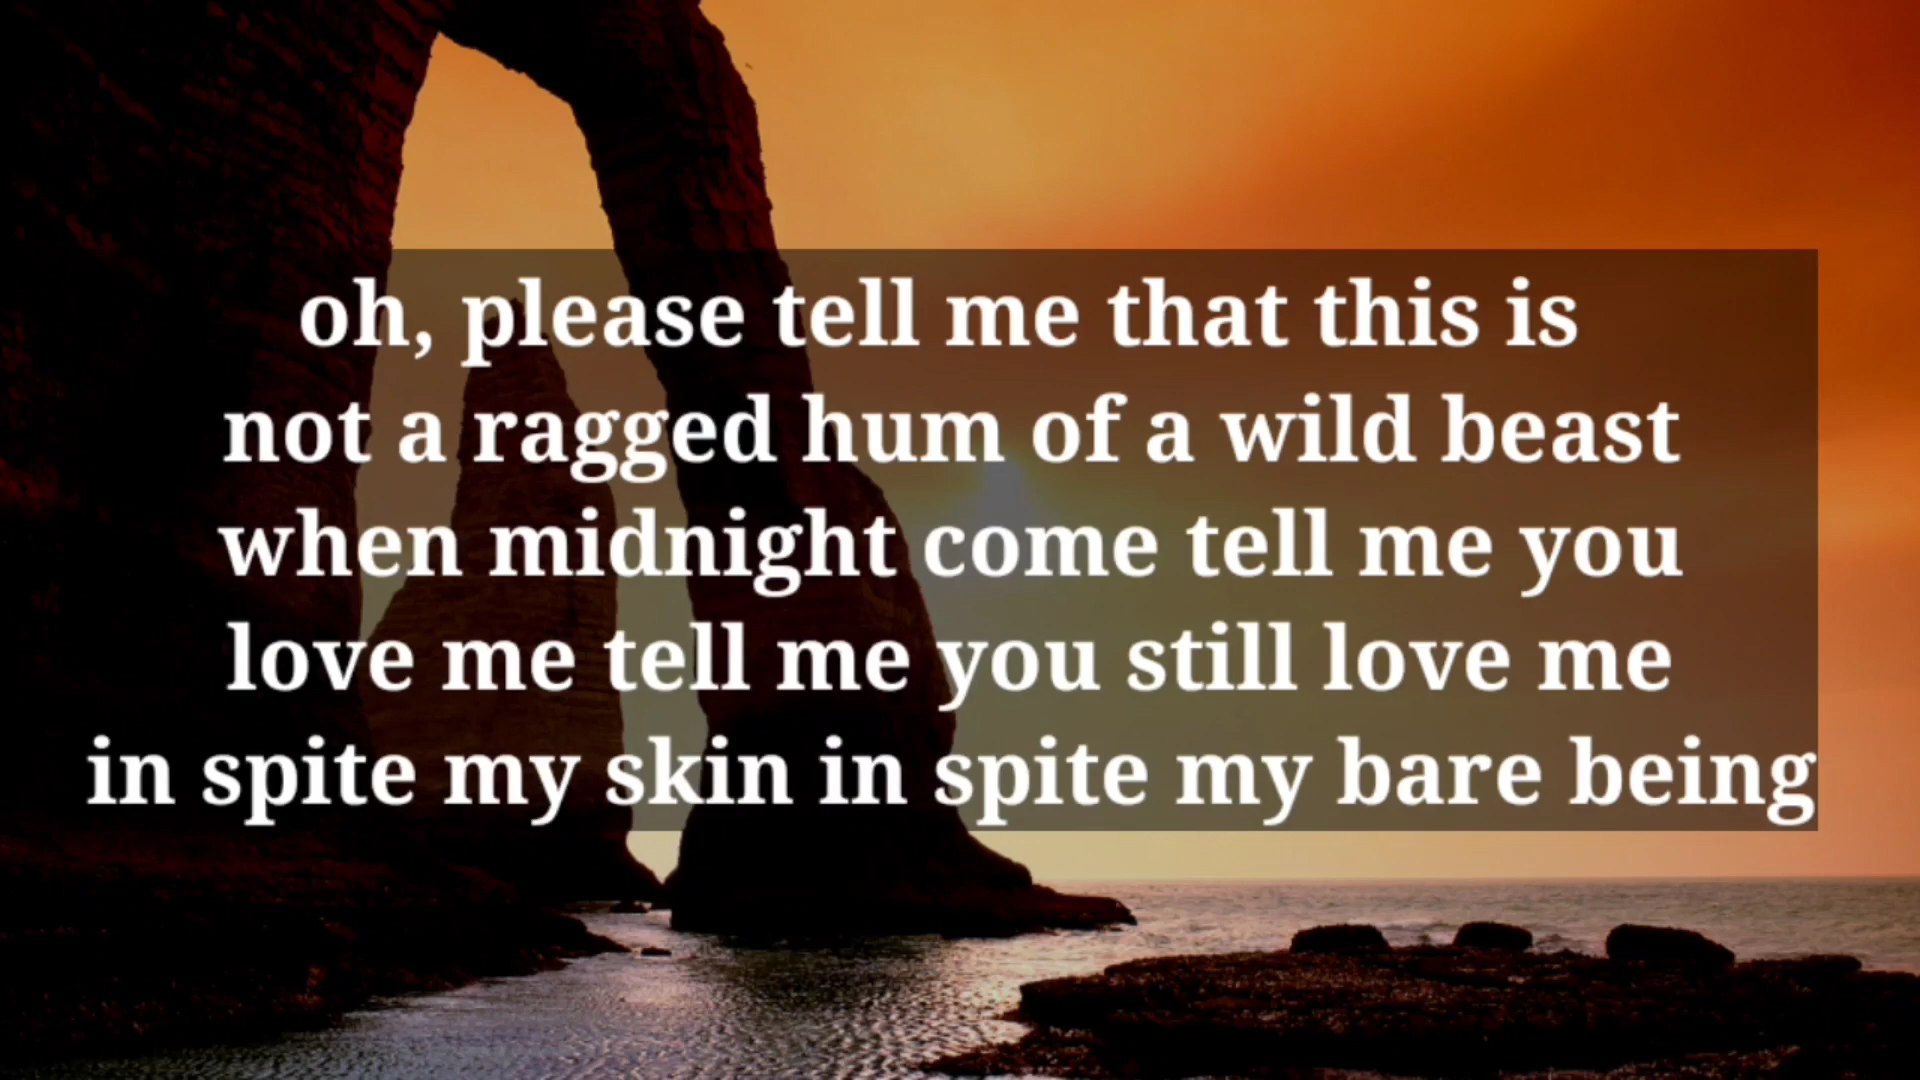 oh, please tell me that this is
not a ragged hum of a wild beast
when midnight come tell me you
love me tell me you still love me
in spite my skin in spite my bare being